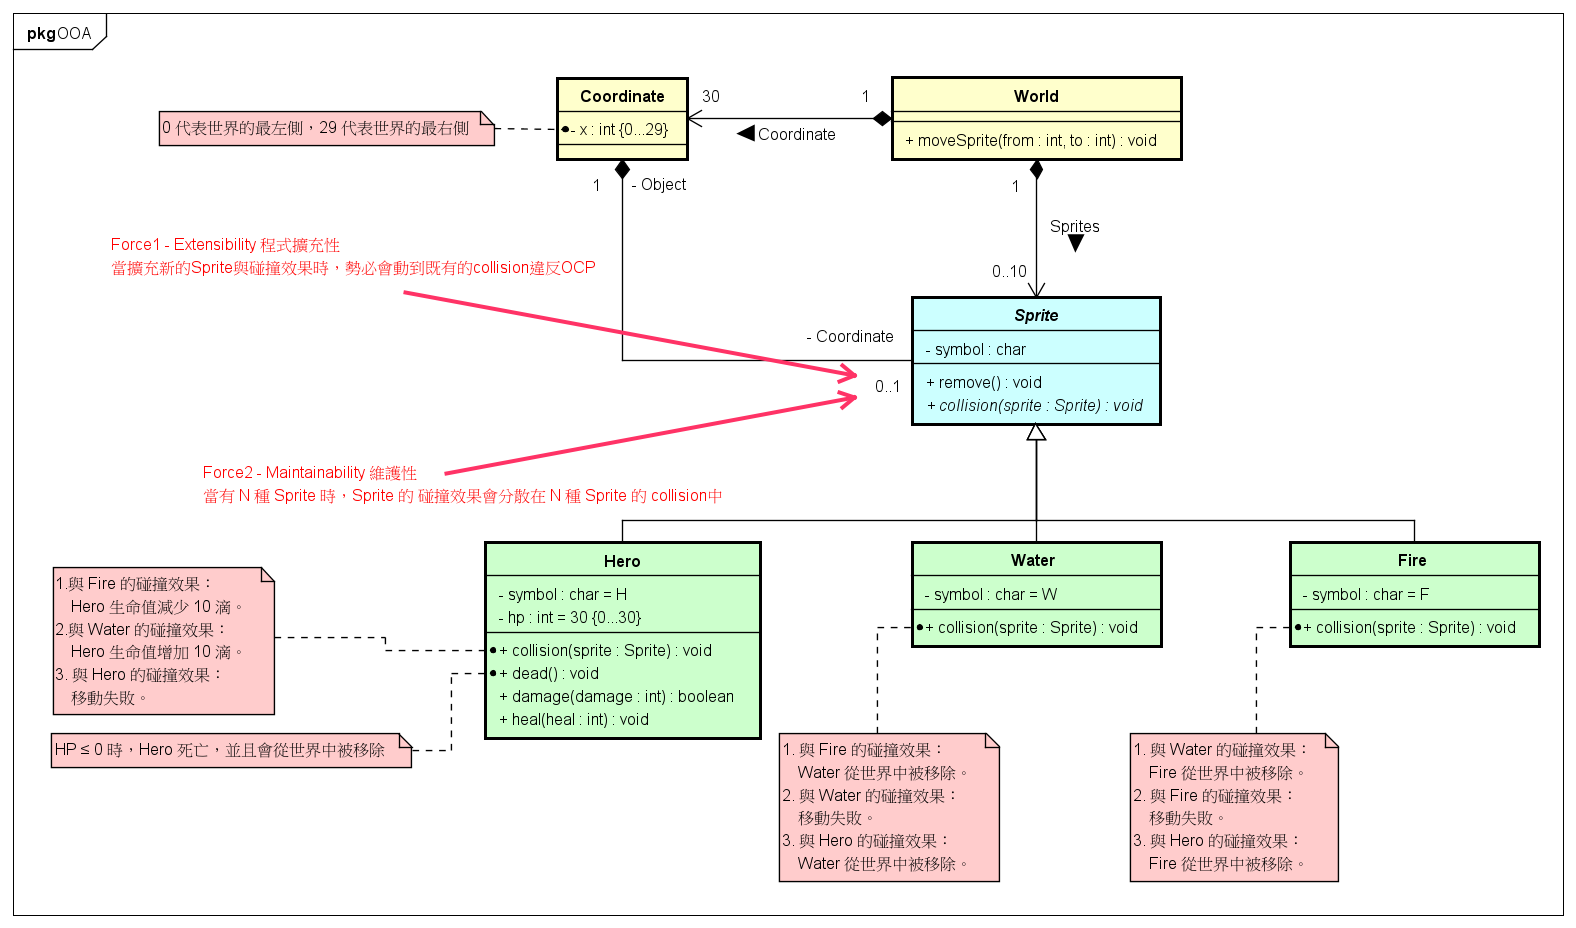 pkg OOA
Coordinate
- x : int {0...29}
0 代表世界的最左側，29 代表世界的最右側
30
1
Coordinate
World
+ moveSprite(from : int, to : int) : void
1
- Object
1
Sprites
0..10
Force1 - Extensibility 程式擴充性
當擴充新的Sprite與碰撞效果時，勢必會動到既有的collision違反OCP
- Coordinate
0..1
Sprite
- symbol : char
+ remove() : void
+ collision(sprite : Sprite) : void
Force2 - Maintainability 維護性
當有 N 種 Sprite 時，Sprite 的 碰撞效果會分散在 N 種 Sprite 的 collision中
Hero
- symbol : char = H
- hp : int = 30 {0...30}
+ collision(sprite : Sprite) : void
+ dead() : void
+ damage(damage : int) : boolean
+ heal(heal : int) : void
Water
- symbol : char = W
+ collision(sprite : Sprite) : void
Fire
- symbol : char = F
+ collision(sprite : Sprite) : void
1.與 Fire 的碰撞效果：
Hero 生命值減少 10 滴。
2.與 Water 的碰撞效果：
Hero 生命值增加 10 滴。
3. 與 Hero 的碰撞效果：
移動失敗。
HP ≤ 0 時，Hero 死亡，並且會從世界中被移除
1. 與 Fire 的碰撞效果：
Water 從世界中被移除。
2. 與 Water 的碰撞效果：
移動失敗。
3. 與 Hero 的碰撞效果：
Water 從世界中被移除。
1. 與 Water 的碰撞效果：
Fire 從世界中被移除。
2. 與 Fire 的碰撞效果：
移動失敗。
3. 與 Hero 的碰撞效果：
Fire 從世界中被移除。